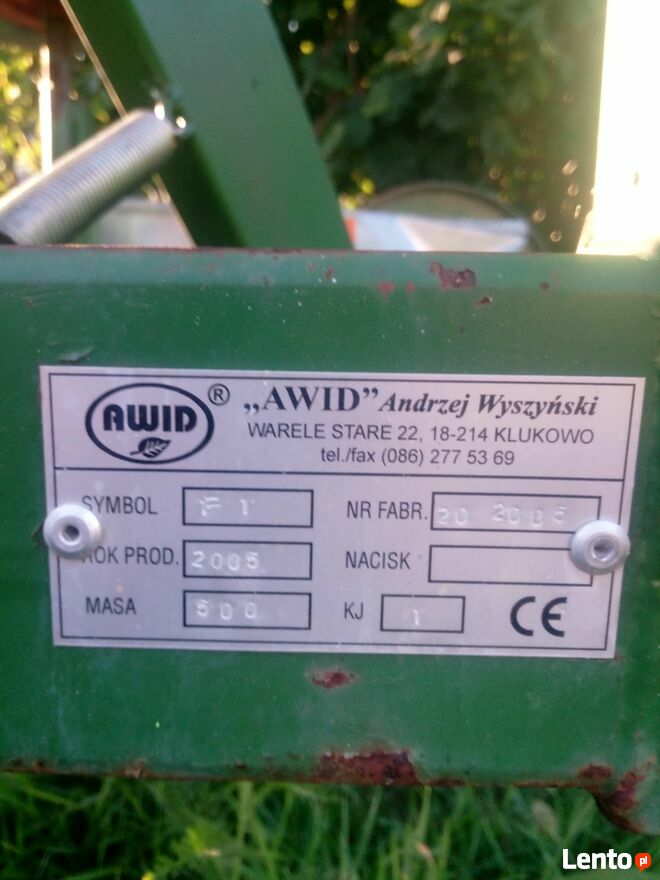 AWID ®
„AWID” Andrzej Wyszyński
WARELE STARE 22, 18-214 KLUKOWO
tel./fax (086) 277 53 69
SYMBOL F 1 NR FABR. 20 2005
ROK PROD. 2005 NACISK
MASA 500 KJ 1 CE
Lento.pl